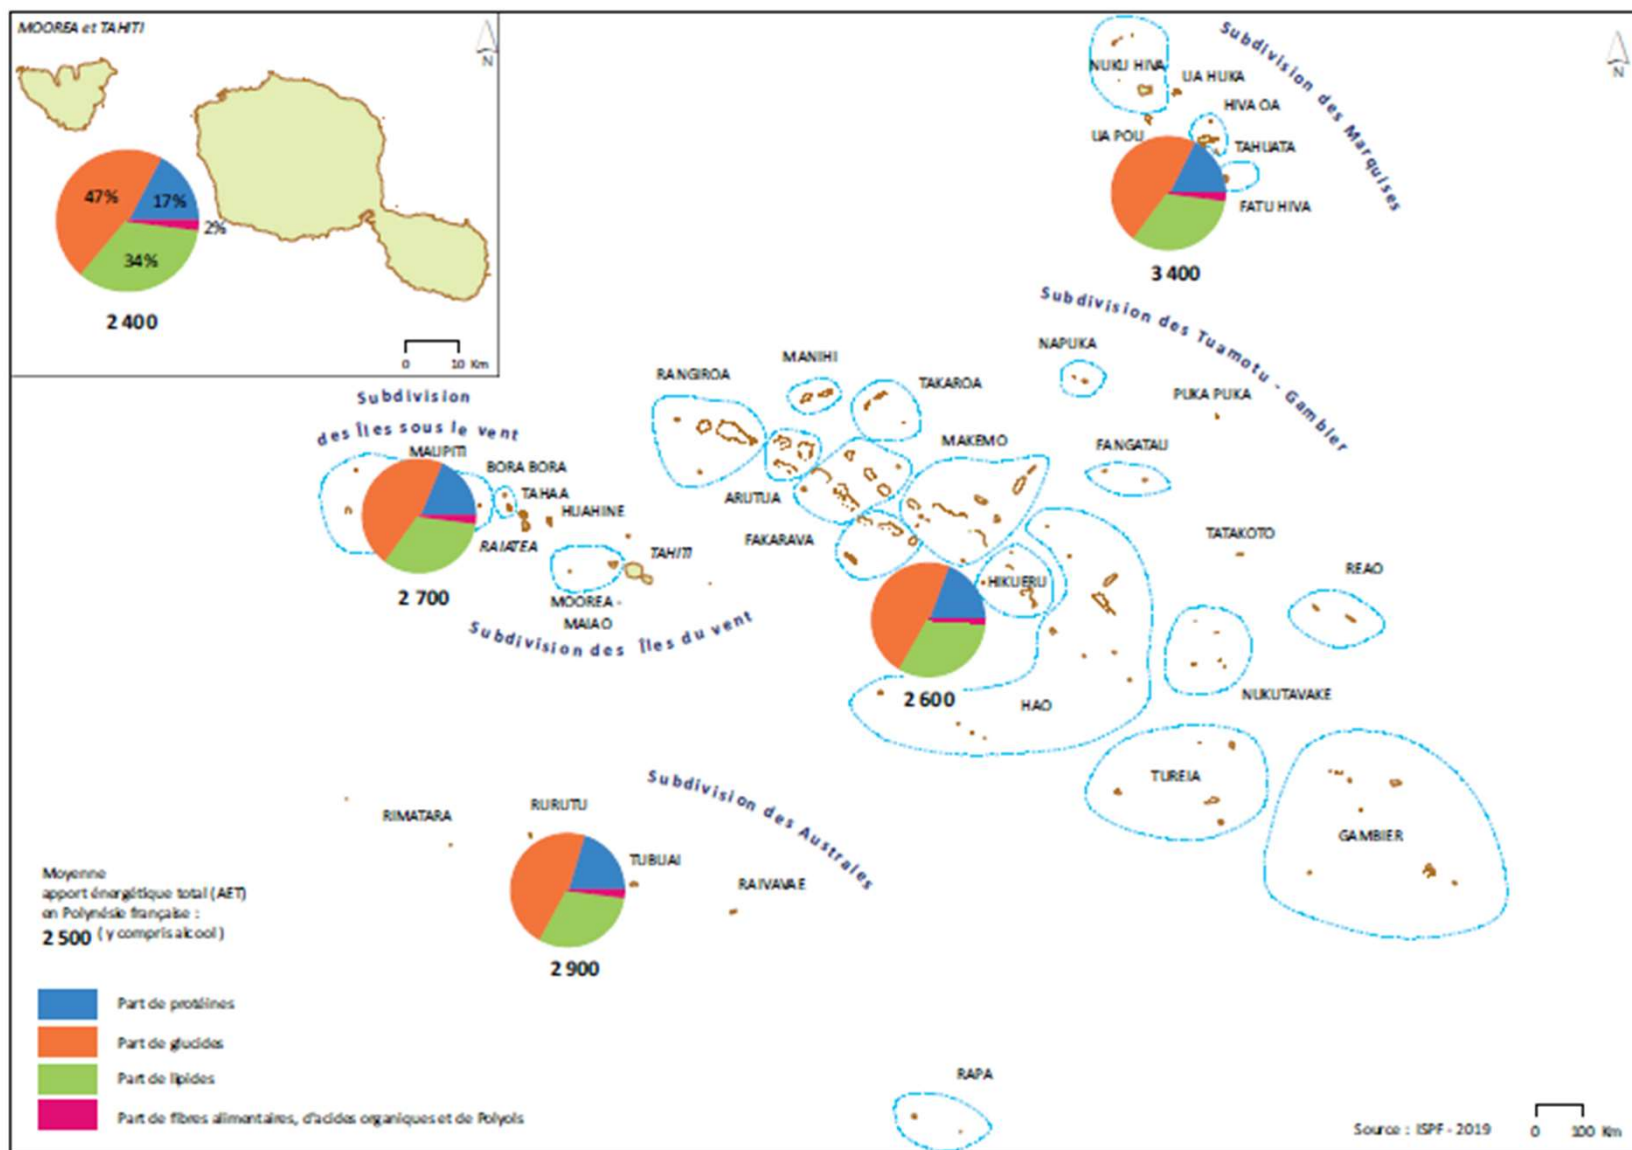 MOOREA et TAHITI
N
47%
17%
2%
34%
2 400
0 10 Km
N
NUKU HIVA
UA HUKA
HIVA OA
UA POU
TAHUATA
FATU HIVA
3 400
Subdivision des Marquises
Subdivision des Tuamotu - Gambier
NAPUKA
MANIHI
RANGIROA
TAKAROA
PUKA PUKA
Subdivision
des Îles sous le vent
MAUPITI
BORA BORA
TAHAA
HUAHINE
RAIATEA
2 700
MAKEMO
FANGATAU
ARUTUA
FAKARAVA
TATAKOTO
TAHITI
HIKUERU
REAO
MOOREA -
MAIAO
Subdivision des Îles du vent
2 600
HAO
NUKUTAVAKE
TUREIA
GAMBIER
Subdivision des Australes
RIMATARA
RURUTU
TUBUAI
RAIVAVAE
2 900
Moyenne
apport énergétique total (AET)
en Polynésie française :
2 500 ( y compris alcool )
Part de protéines
Part de glucides
Part de lipides
Part de fibres alimentaires, d'acides organiques et de Polyols
RAPA
Source : ISPF - 2019
0 100 Km